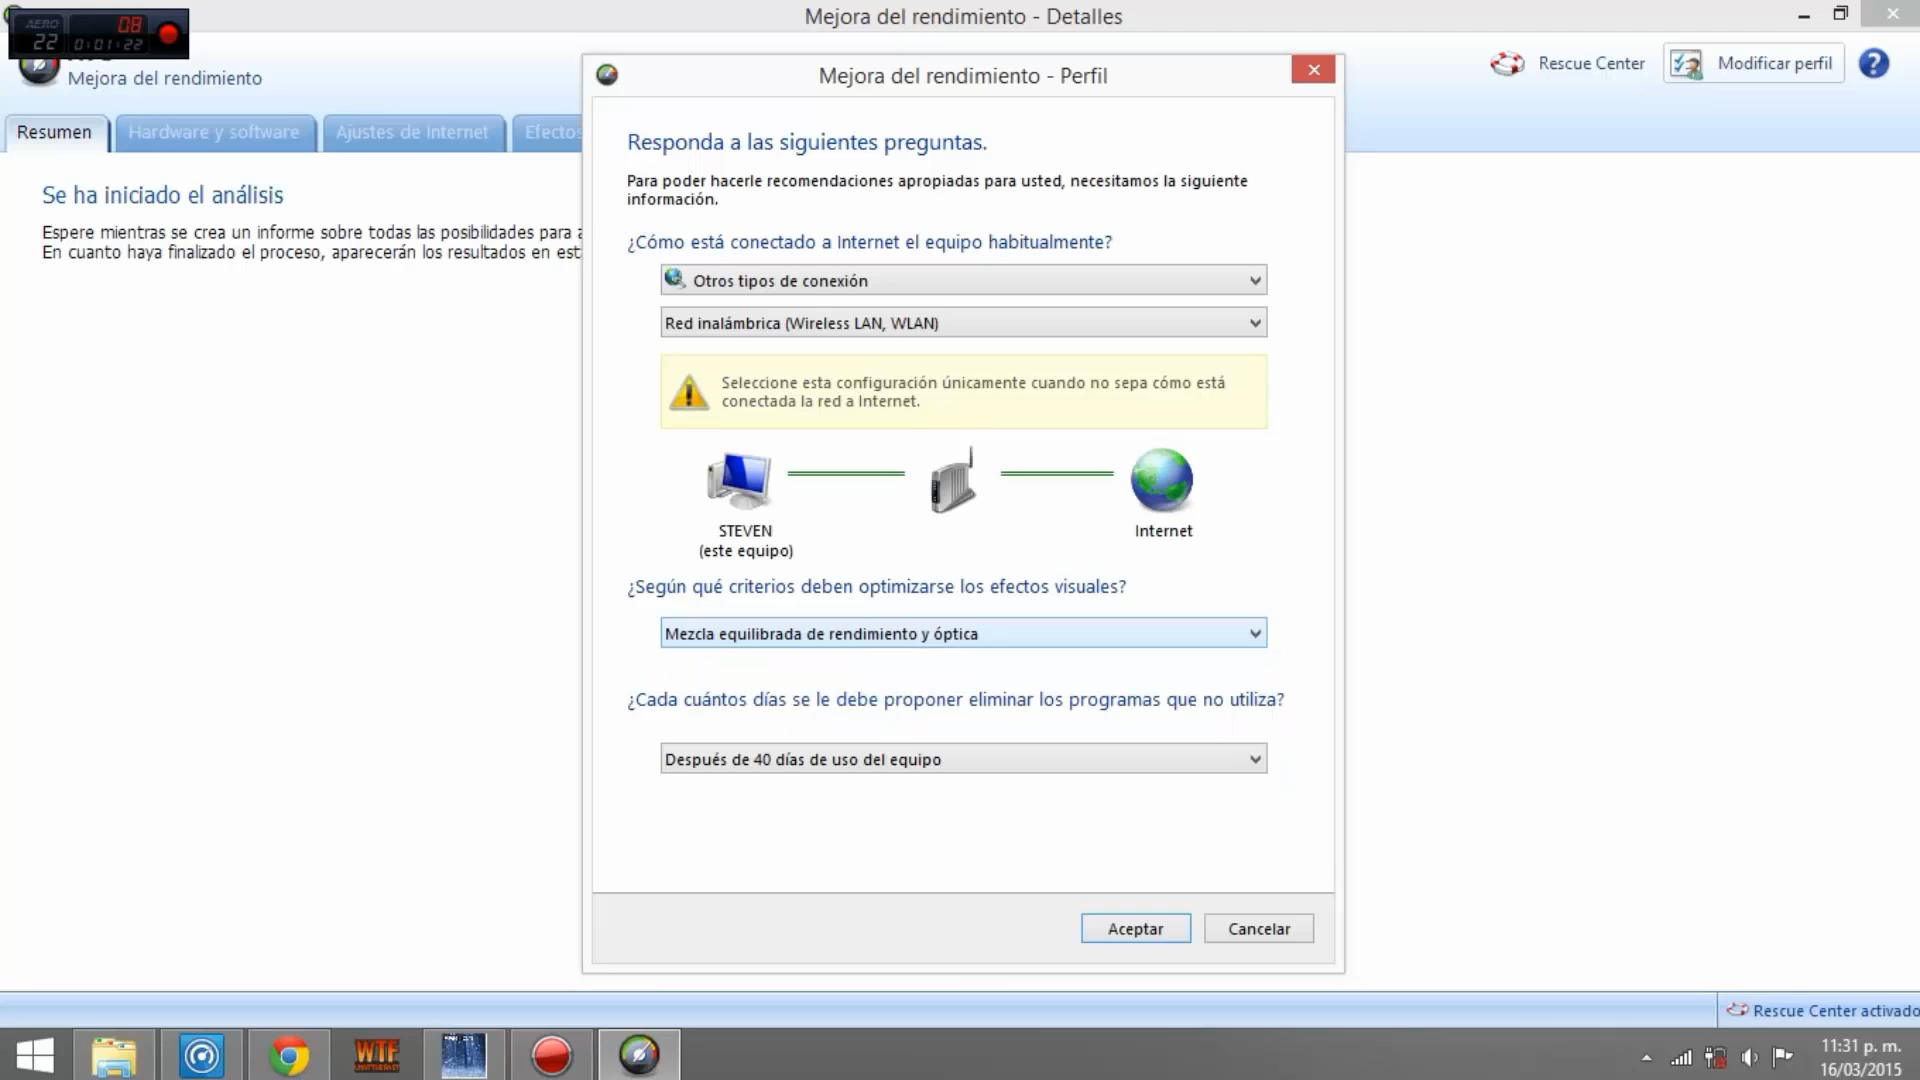 Mejora del rendimiento - Detalles
AERO
22
08
0:01:22
Mejora del rendimiento
Rescue Center
Modificar perfil
?
Resumen
Hardware y software
Ajustes de Internet
Efectos
Se ha iniciado el análisis
Espere mientras se crea un informe sobre todas las posibilidades para
En cuanto haya finalizado el proceso, aparecerán los resultados en est
Mejora del rendimiento - Perfil
Responda a las siguientes preguntas.
Para poder hacerle recomendaciones apropiadas para usted, necesitamos la siguiente
información.
¿Cómo está conectado a Internet el equipo habitualmente?
Otros tipos de conexión
Red inalámbrica (Wireless LAN, WLAN)
Seleccione esta configuración únicamente cuando no sepa cómo está
conectada la red a Internet.
STEVEN
(este equipo)
Internet
¿Según qué criterios deben optimizarse los efectos visuales?
Mezcla equilibrada de rendimiento y óptica
¿Cada cuántos días se le debe proponer eliminar los programas que no utiliza?
Después de 40 días de uso del equipo
Aceptar
Cancelar
Rescue Center activado
WTF
11:31 p. m.
16/03/2015